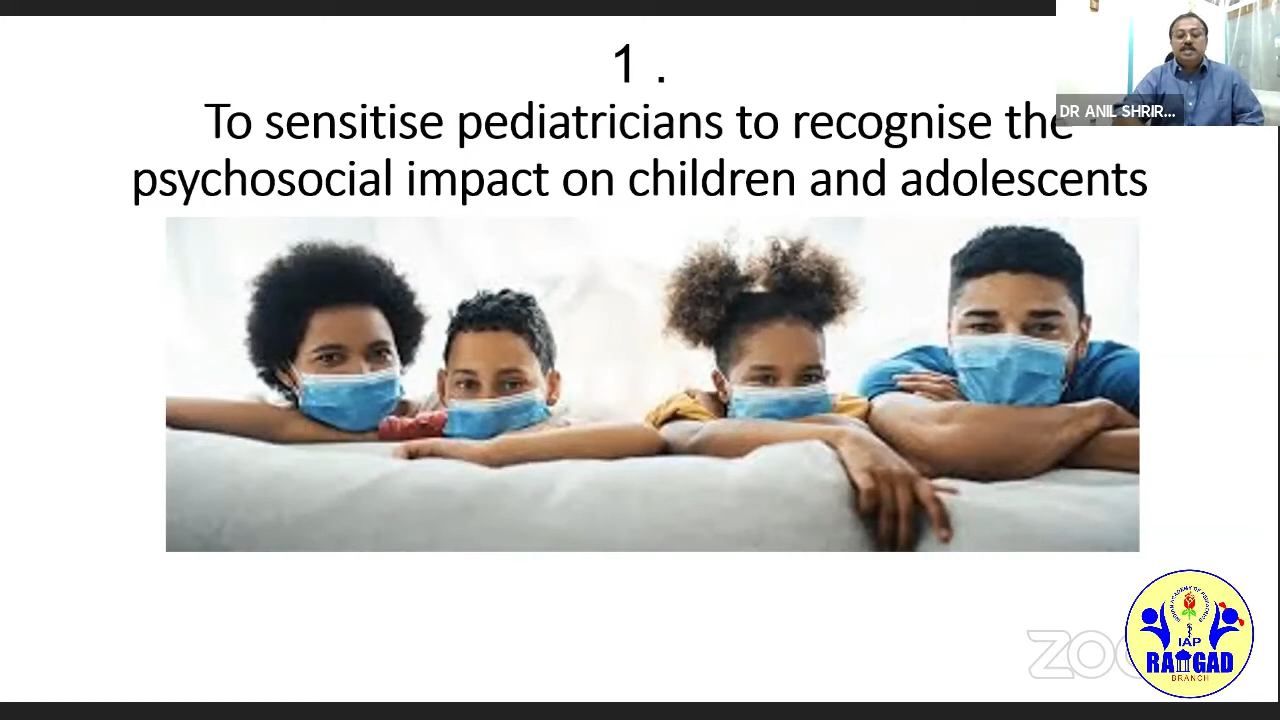 1 .
To sensitise pediatricians to recognise the
psychosocial impact on children and adolescents
DR ANIL SHRIR...
IAP
RAIGAD
BRANCH